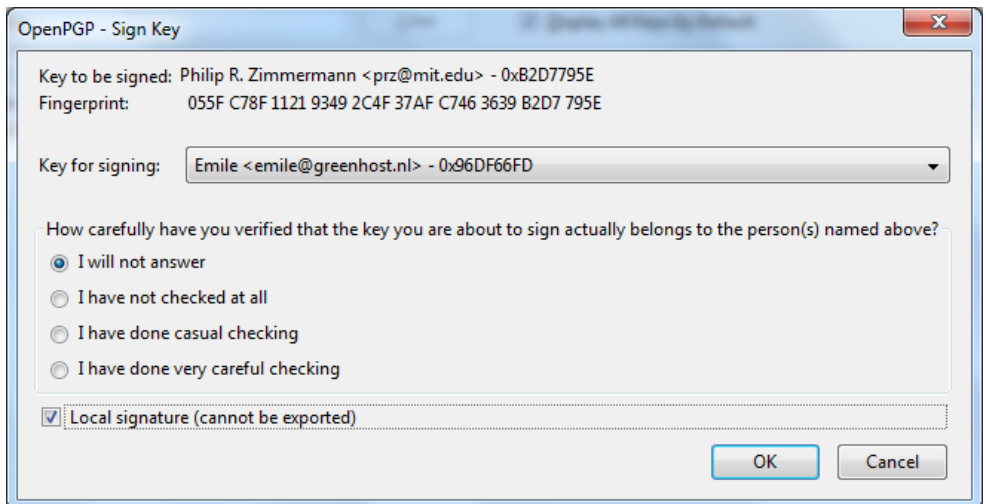 OpenPGP - Sign Key
Key to be signed: Philip R. Zimmermann <prz@mit.edu> - 0xB2D7795E
Fingerprint: 055F C78F 1121 9349 2C4F 37AF C746 3639 B2D7 795E
Key for signing: Emile <emile@greenhost.nl> - 0x96DF66FD
How carefully have you verified that the key you are about to sign actually belongs to the person(s) named above?
I will not answer
I have not checked at all
I have done casual checking
I have done very careful checking
Local signature (cannot be exported)
OK Cancel